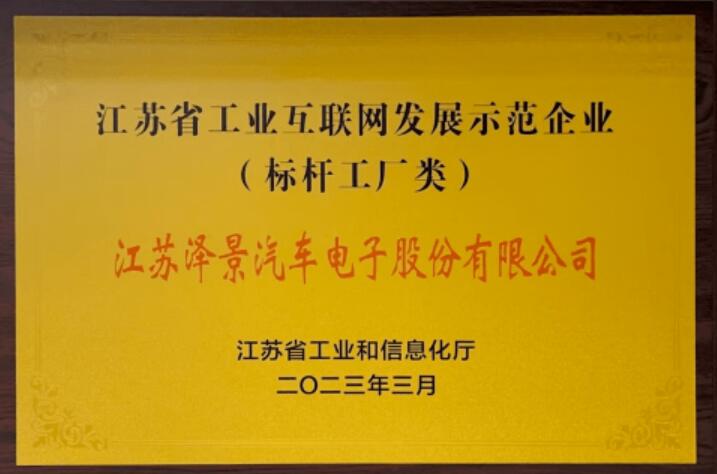 江苏省工业互联网发展示范企业
（标杆工厂类）
江苏泽景汽车电子股份有限公司
江苏省工业和信息化厅
二〇二三年三月